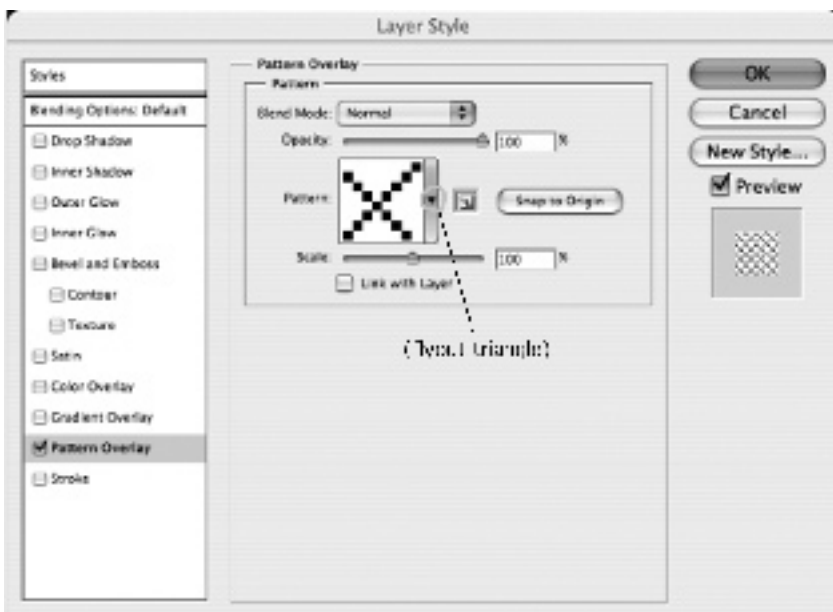 Layer Style
Styles
Blending Options: Default
Drop Shadow
Inner Shadow
Outer Glow
Inner Glow
Bevel and Emboss
Contour
Texture
Satin
Color Overlay
Gradient Overlay
Pattern Overlay
Stroke
Pattern Overlay
Pattern
Blend Mode: Normal
Opacity: 100 %
Pattern:
Snap to Origin
Scale: 100 %
Link with Layer
(flyout triangle)
OK
Cancel
New Style...
Preview